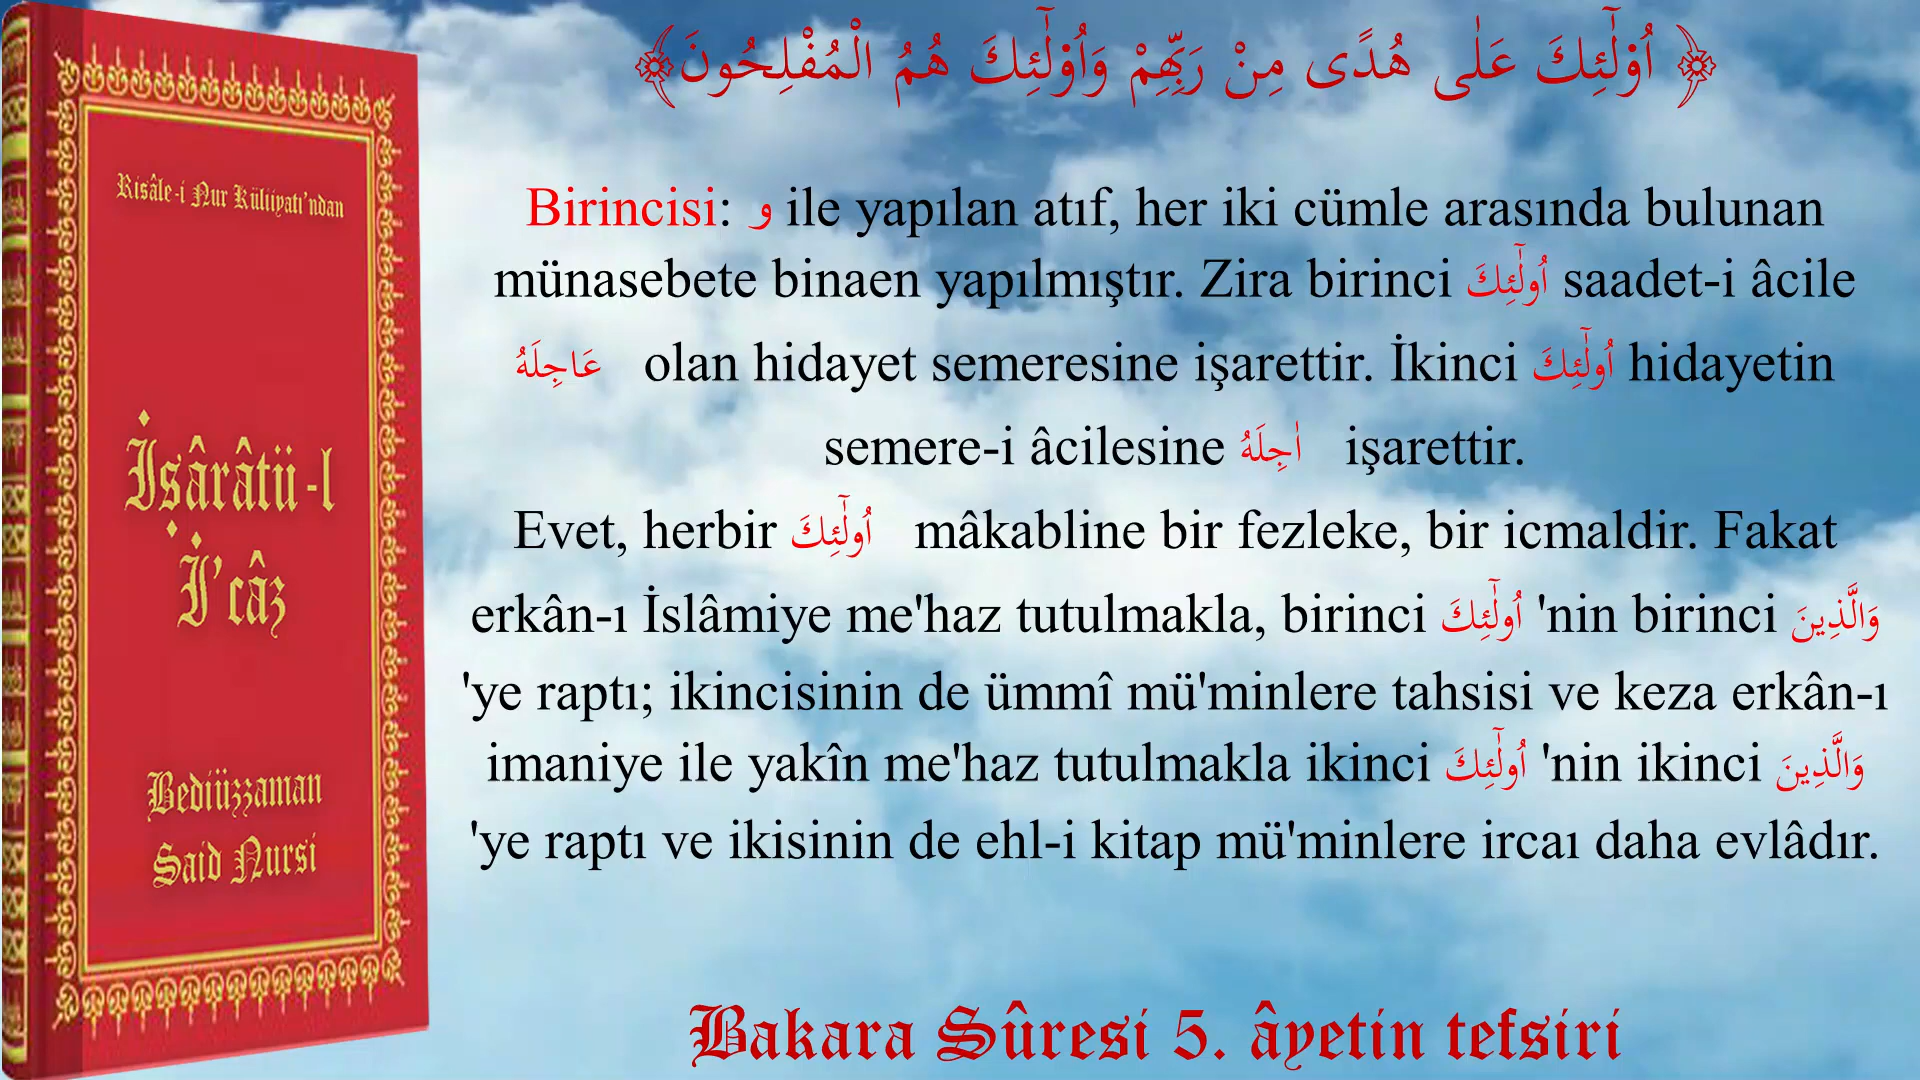 Risâle-i Nur Küliiyatı'ndan
İşârâtü-l
İ'câz
Bediüzzaman
Said Nursi
﴿ اُوْلٰٓئِكَ عَلٰى هُدًى مِنْ رَبِّهِمْ وَاُوْلٰٓئِكَ هُمُ الْمُفْلِحُونَ﴾
Birincisi: و ile yapılan atıf, her iki cümle arasında bulunan
münasebete binaen yapılmıştır. Zira birinci اُولٰٓئِكَ saadet-i âcile
عَاجِلَهُ olan hidayet semeresine işarettir. İkinci اُولٰٓئِكَ hidayetin
semere-i âcilesine اٰجِلَهُ işarettir.
Evet, herbir اُولٰٓئِكَ mâkabline bir fezleke, bir icmaldir. Fakat
erkân-ı İslâmiye me'haz tutulmakla, birinci اُولٰٓئِكَ 'nin birinci وَالَّذِينَ
'ye raptı; ikincisinin de ümmî mü'minlere tahsisi ve keza erkân-ı
imaniye ile yakîn me'haz tutulmakla ikinci اُولٰٓئِكَ 'nin ikinci وَالَّذِينَ
'ye raptı ve ikisinin de ehl-i kitap mü'minlere ircaı daha evlâdır.
Bakara Sûresi 5. âyetin tefsiri